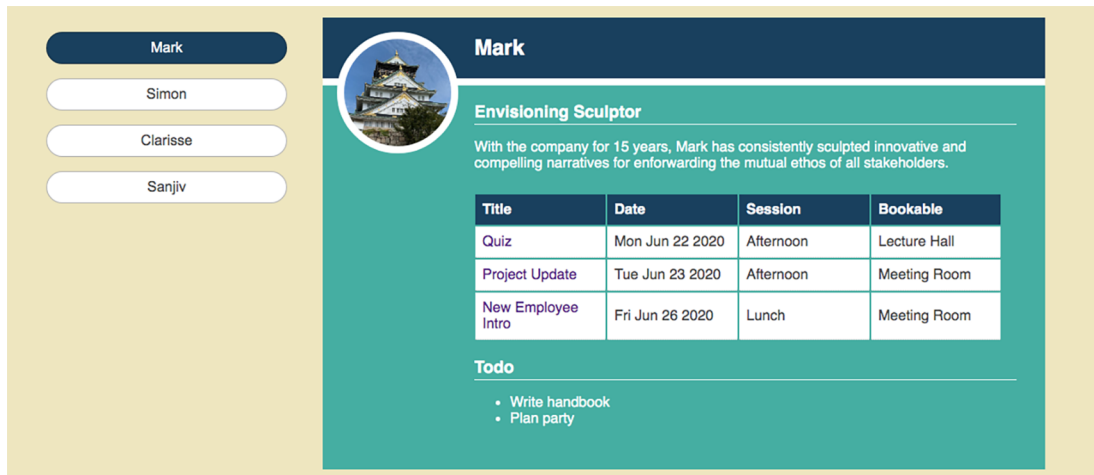 Mark
Simon
Clarisse
Sanjiv
Mark
Envisioning Sculptor
With the company for 15 years, Mark has consistently sculpted innovative and
compelling narratives for enforwarding the mutual ethos of all stakeholders.
Title Date Session Bookable
Quiz Mon Jun 22 2020 Afternoon Lecture Hall
Project Update Tue Jun 23 2020 Afternoon Meeting Room
New Employee
Intro Fri Jun 26 2020 Lunch Meeting Room
Todo
• Write handbook
• Plan party